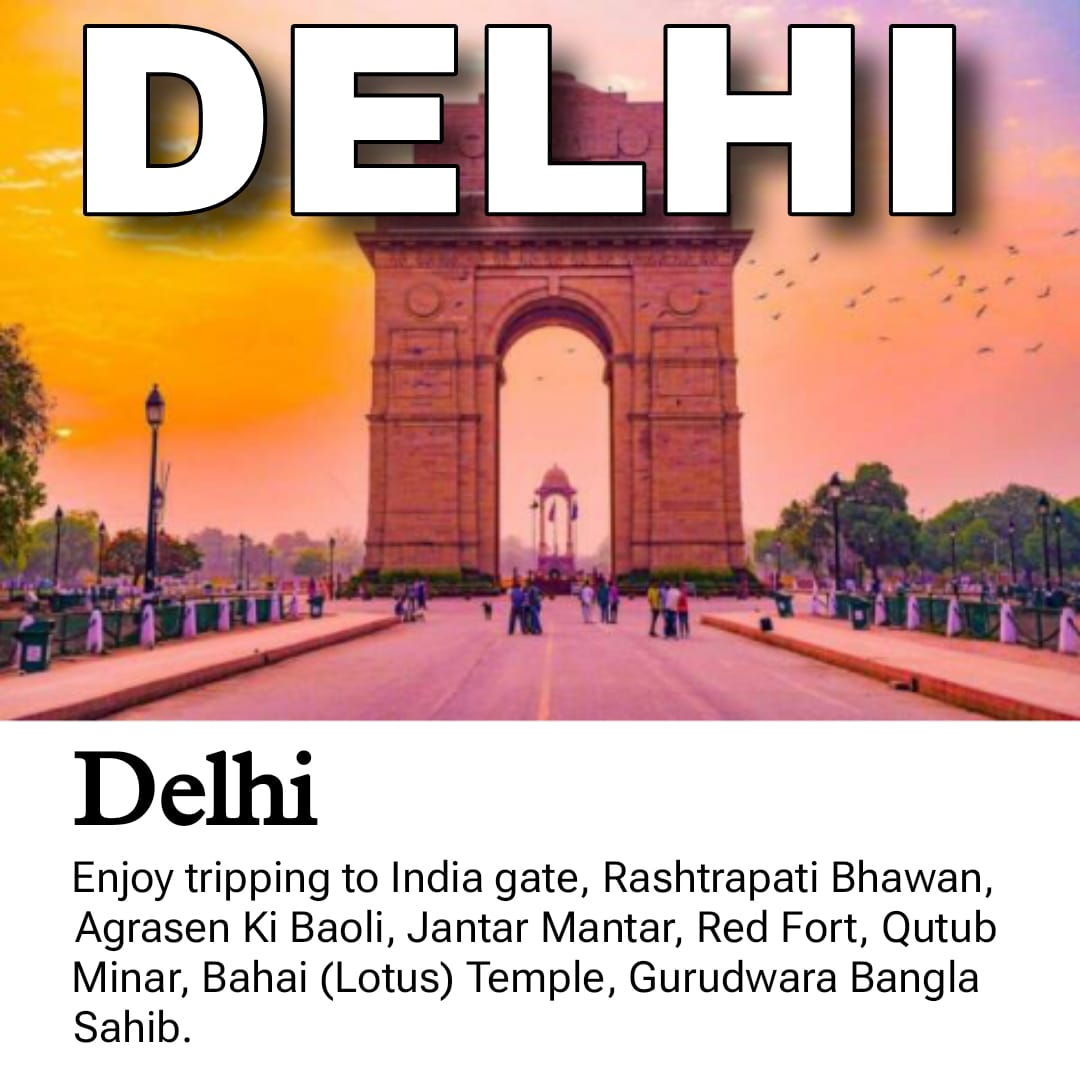 DELHI
Delhi
Enjoy tripping to India gate, Rashtrapati Bhawan,
Agrasen Ki Baoli, Jantar Mantar, Red Fort, Qutub
Minar, Bahai (Lotus) Temple, Gurudwara Bangla
Sahib.